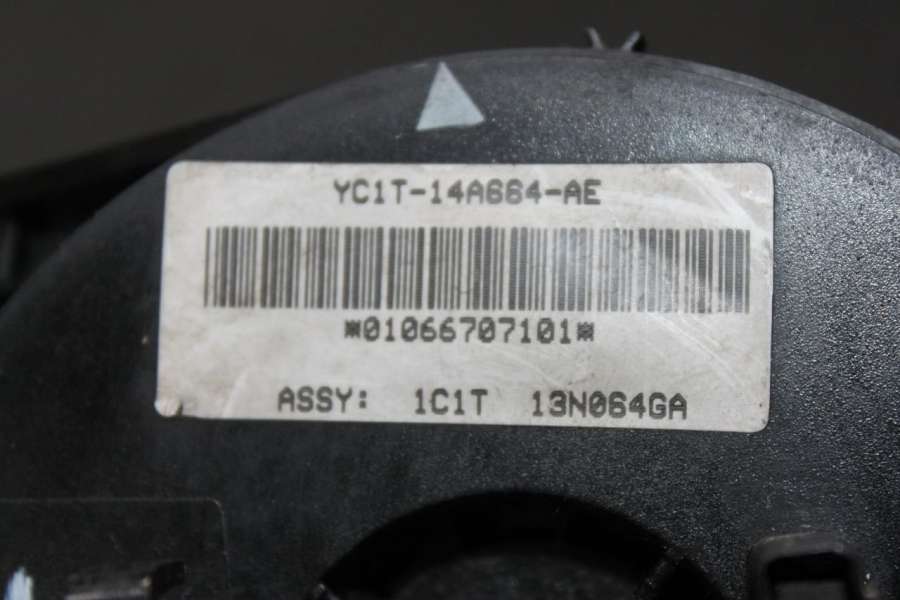 YC1T-14A664-AE
*01066707101*
ASSY: 1C1T 13N064GA